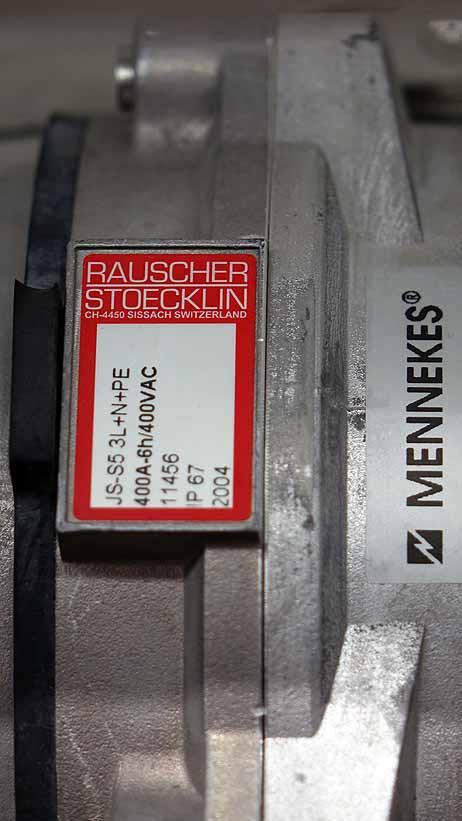 RAUSCHER
STOECKLIN
CH-4450 SISSACH SWITZERLAND
JS-S5 3L+N+PE
400A-6h/400VAC
11456
IP 67
2004
MENNEKES®